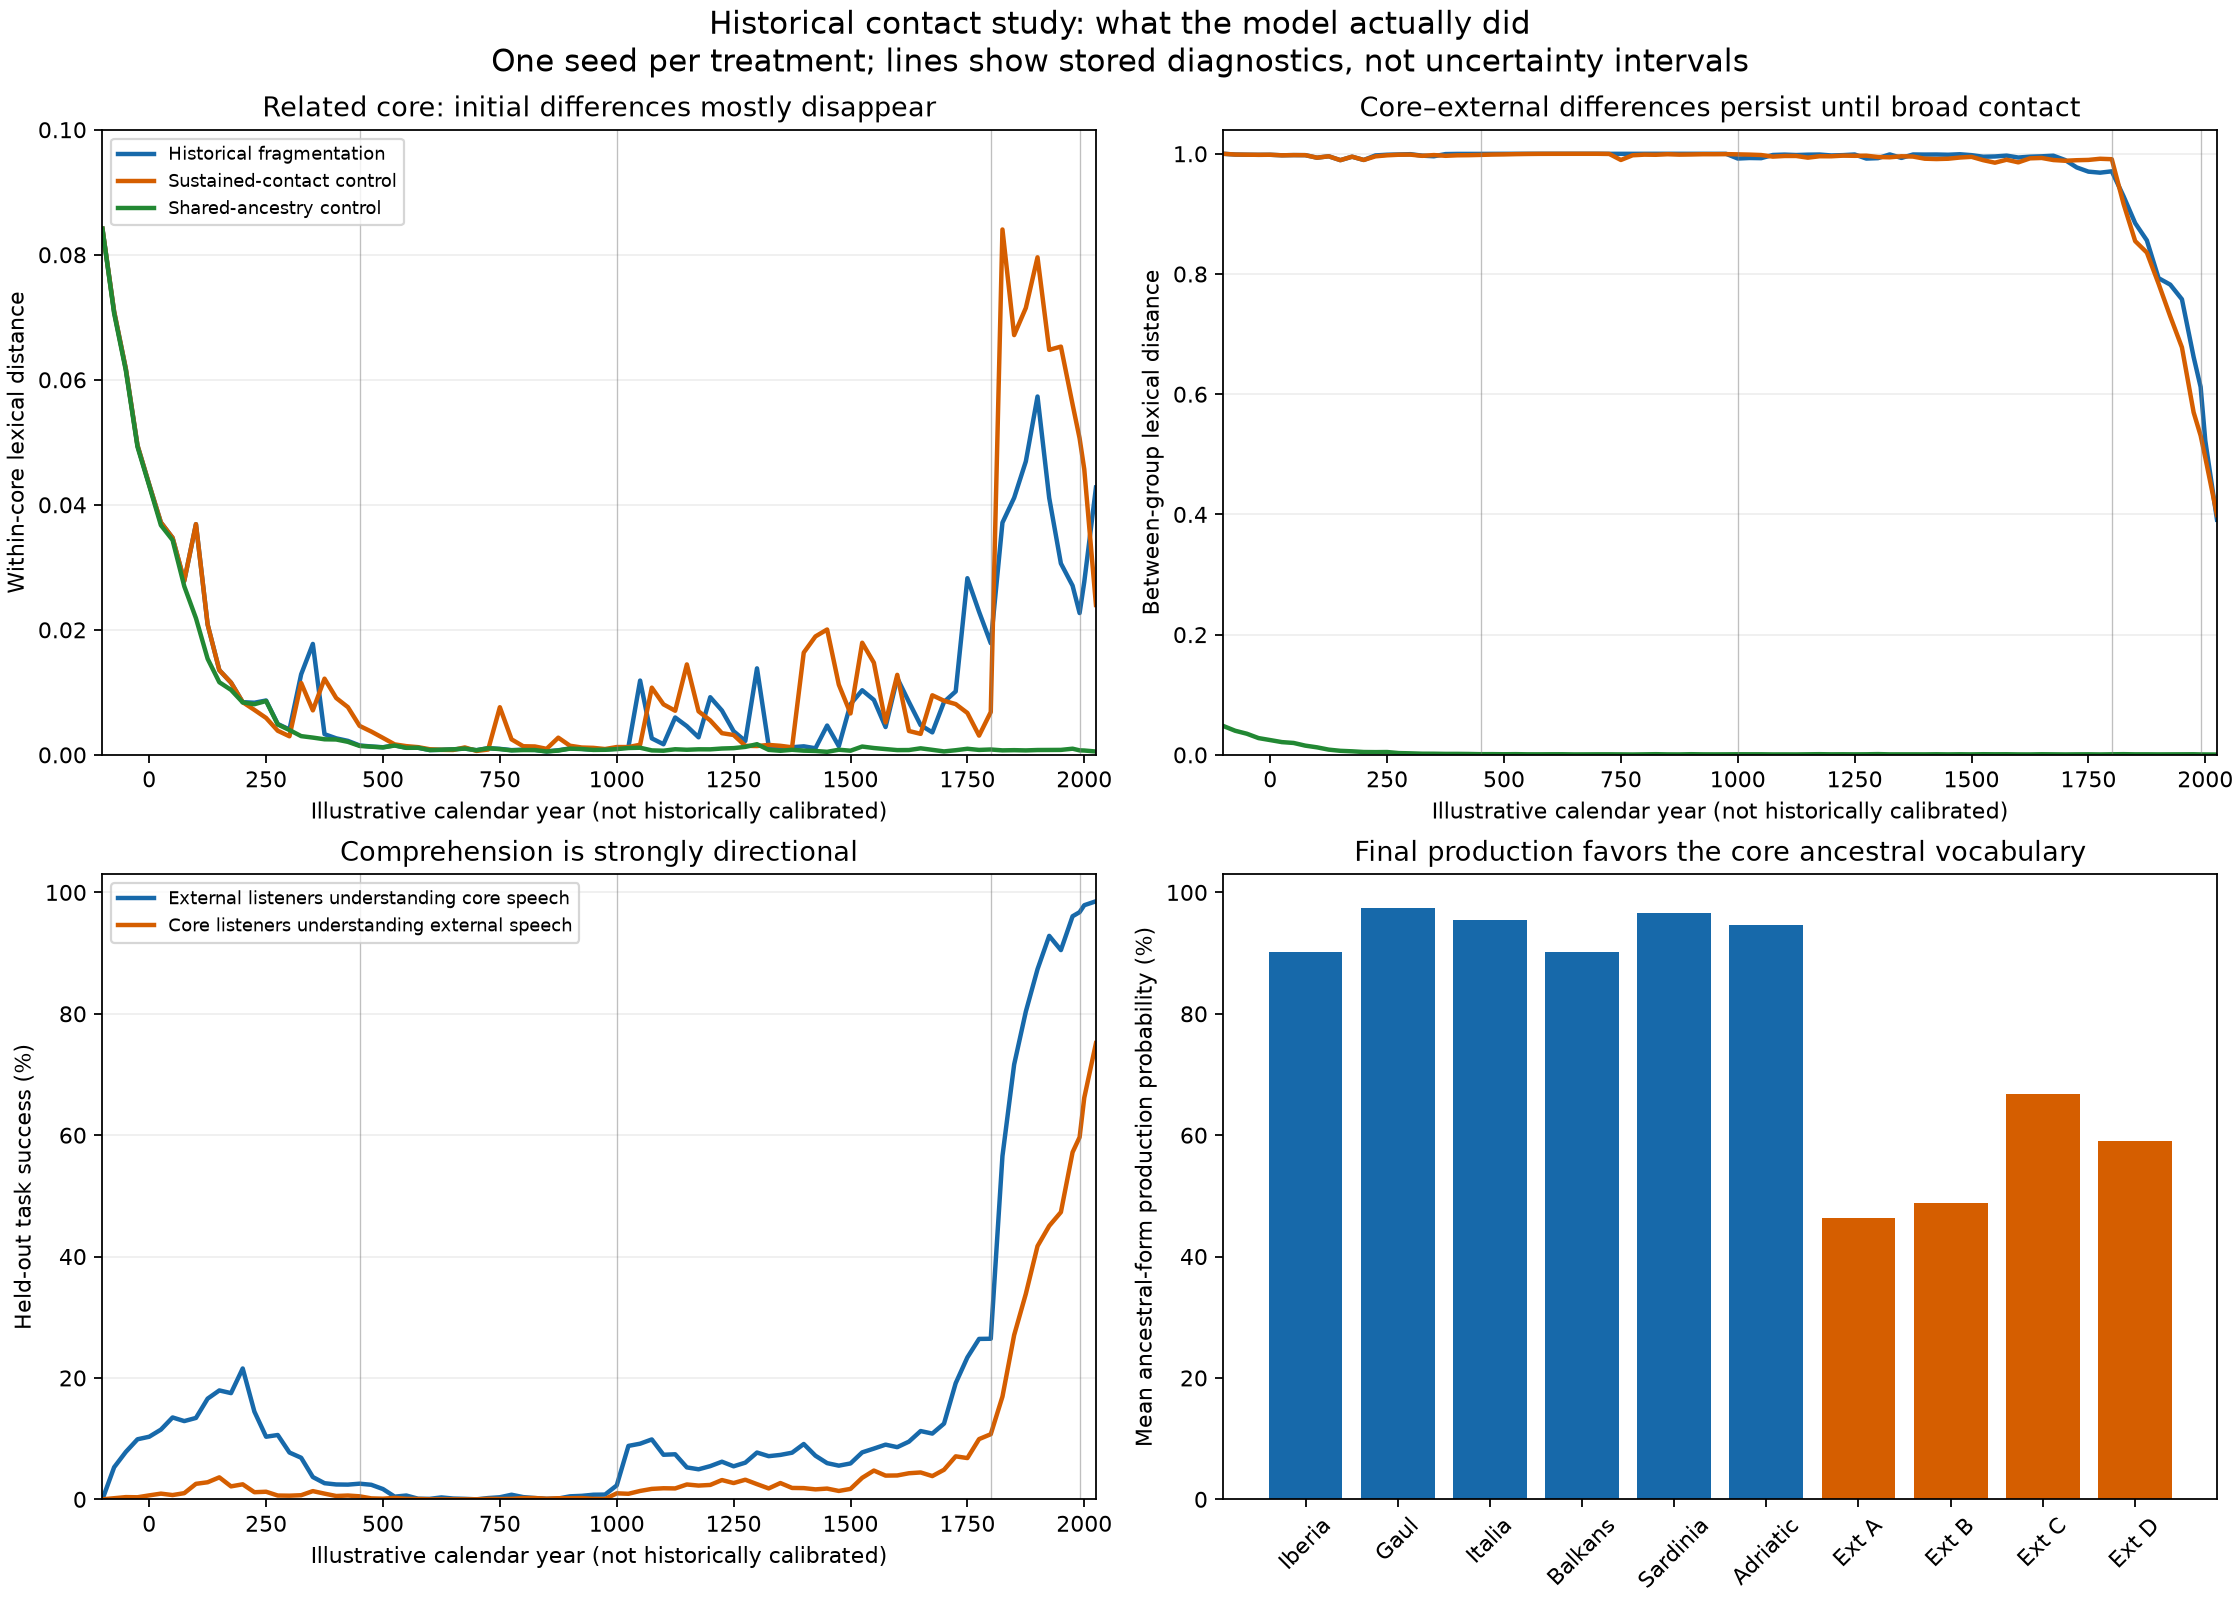 Historical contact study: what the model actually did
One seed per treatment; lines show stored diagnostics, not uncertainty intervals
Related core: initial differences mostly disappear
Within-core lexical distance
0.10
0.08
0.06
0.04
0.02
0.00
Historical fragmentation
Sustained-contact control
Shared-ancestry control
0
250
500
750
1000
1250
1500
1750
2000
Illustrative calendar year (not historically calibrated)
Core–external differences persist until broad contact
Between-group lexical distance
1.0
0.8
0.6
0.4
0.2
0.0
0
250
500
750
1000
1250
1500
1750
2000
Illustrative calendar year (not historically calibrated)
Comprehension is strongly directional
Held-out task success (%)
100
80
60
40
20
0
External listeners understanding core speech
Core listeners understanding external speech
0
250
500
750
1000
1250
1500
1750
2000
Illustrative calendar year (not historically calibrated)
Final production favors the core ancestral vocabulary
Mean ancestral-form production probability (%)
100
80
60
40
20
0
Iberia
Gaul
Italia
Balkans
Sardinia
Adriatic
Ext A
Ext B
Ext C
Ext D